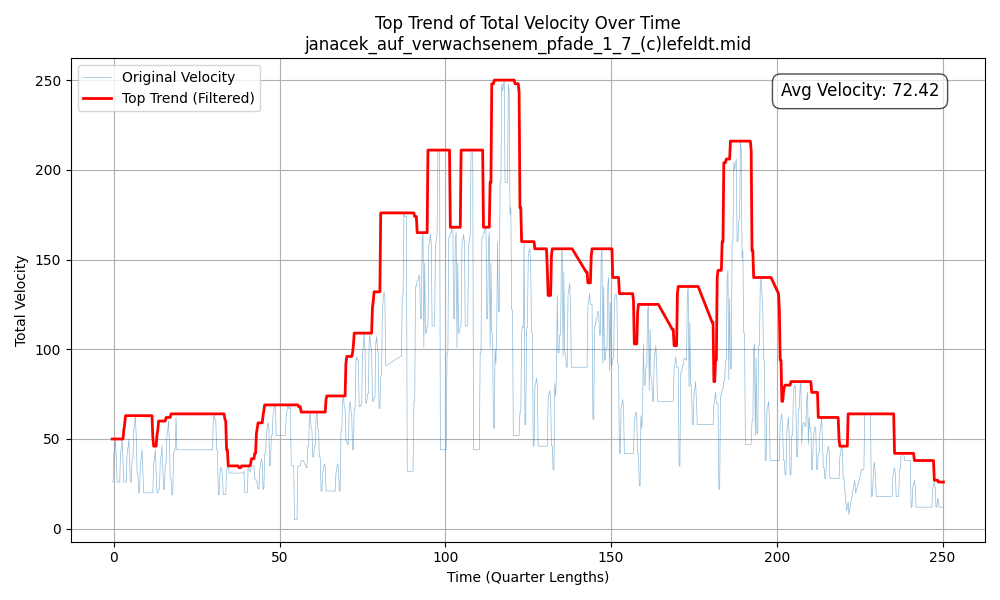 Top Trend of Total Velocity Over Time
janacek_auf_verwachsenem_pfade_1_7_(c)lefeldt.mid
Original Velocity
Top Trend (Filtered)
Avg Velocity: 72.42
250
200
150
100
50
0
Total Velocity
0 50 100 150 200 250
Time (Quarter Lengths)